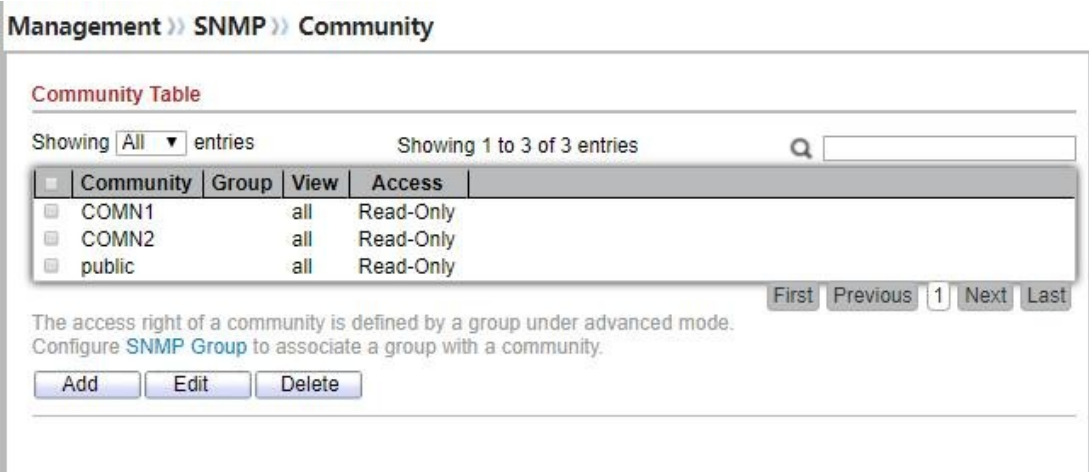 Management » SNMP » Community
Community Table
Showing All ▼ entries Showing 1 to 3 of 3 entries
Community Group View Access
COMN1 all Read-Only
COMN2 all Read-Only
public all Read-Only
First Previous 1 Next Last
The access right of a community is defined by a group under advanced mode.
Configure SNMP Group to associate a group with a community.
Add Edit Delete